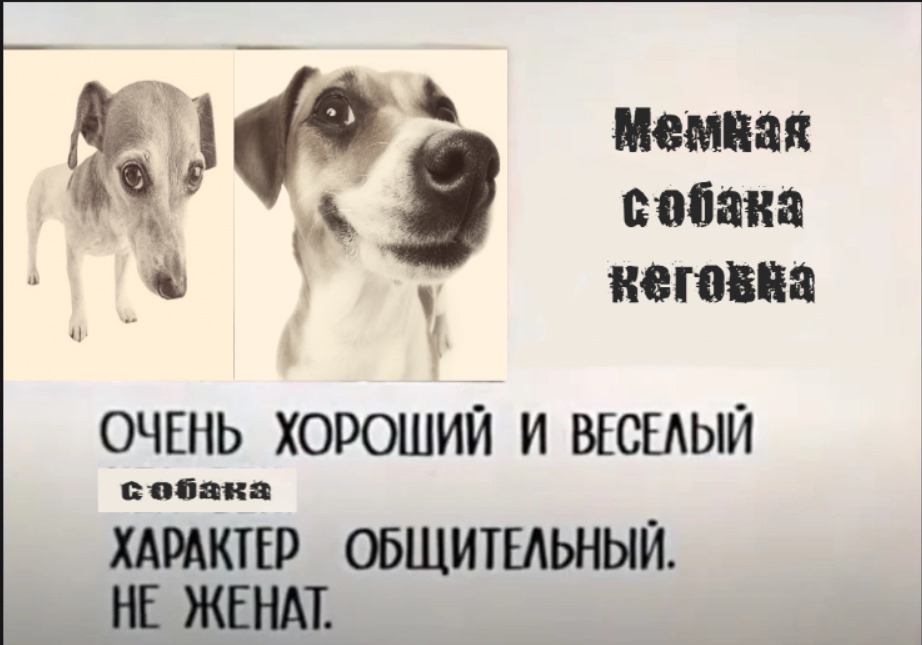 Мемная
собака
кеговна
ОЧЕНЬ ХОРОШИЙ И ВЕСЕЛЫЙ
собака
ХАРАКТЕР ОБЩИТЕЛЬНЫЙ.
НЕ ЖЕНАТ.